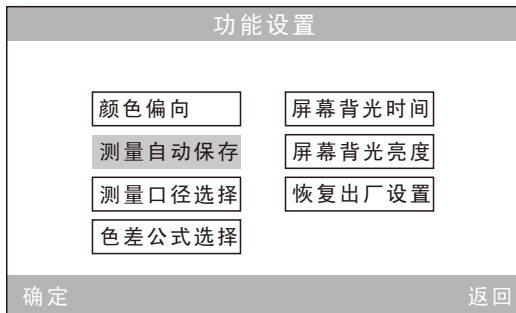 功能设置
颜色偏向
测量自动保存
测量口径选择
色差公式选择
屏幕背光时间
屏幕背光亮度
恢复出厂设置
确定
返回